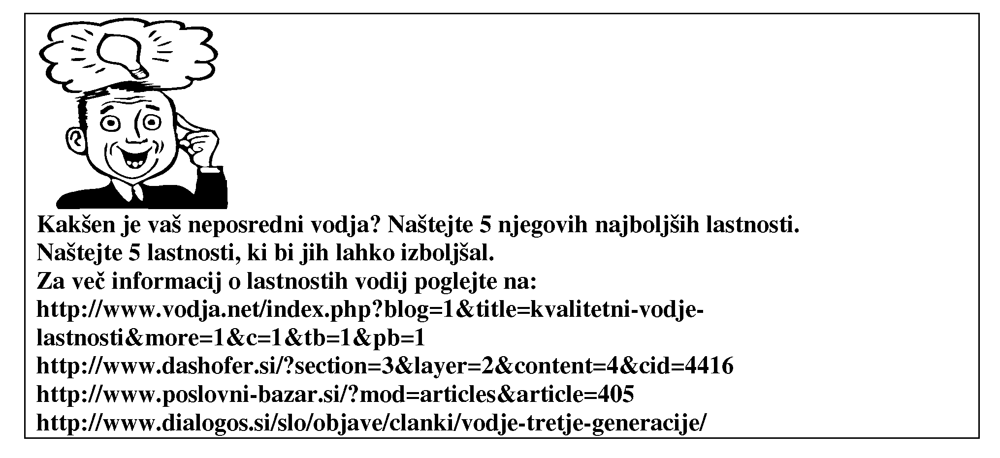 Kakšen je vaš neposredni vodja? Naštejte 5 njegovih najboljših lastnosti.
Naštejte 5 lastnosti, ki bi jih lahko izboljšal.
Za več informacij o lastnostih vodij poglejte na:
http://www.vodja.net/index.php?blog=1&title=kvalitetni-vodje-
lastnosti&more=1&c=1&tb=1&pb=1
http://www.dashofer.si/?section=3&layer=2&content=4&cid=4416
http://www.poslovni-bazar.si/?mod=articles&article=405
http://www.dialogos.si/slo/objave/clanki/vodje-tretje-generacije/